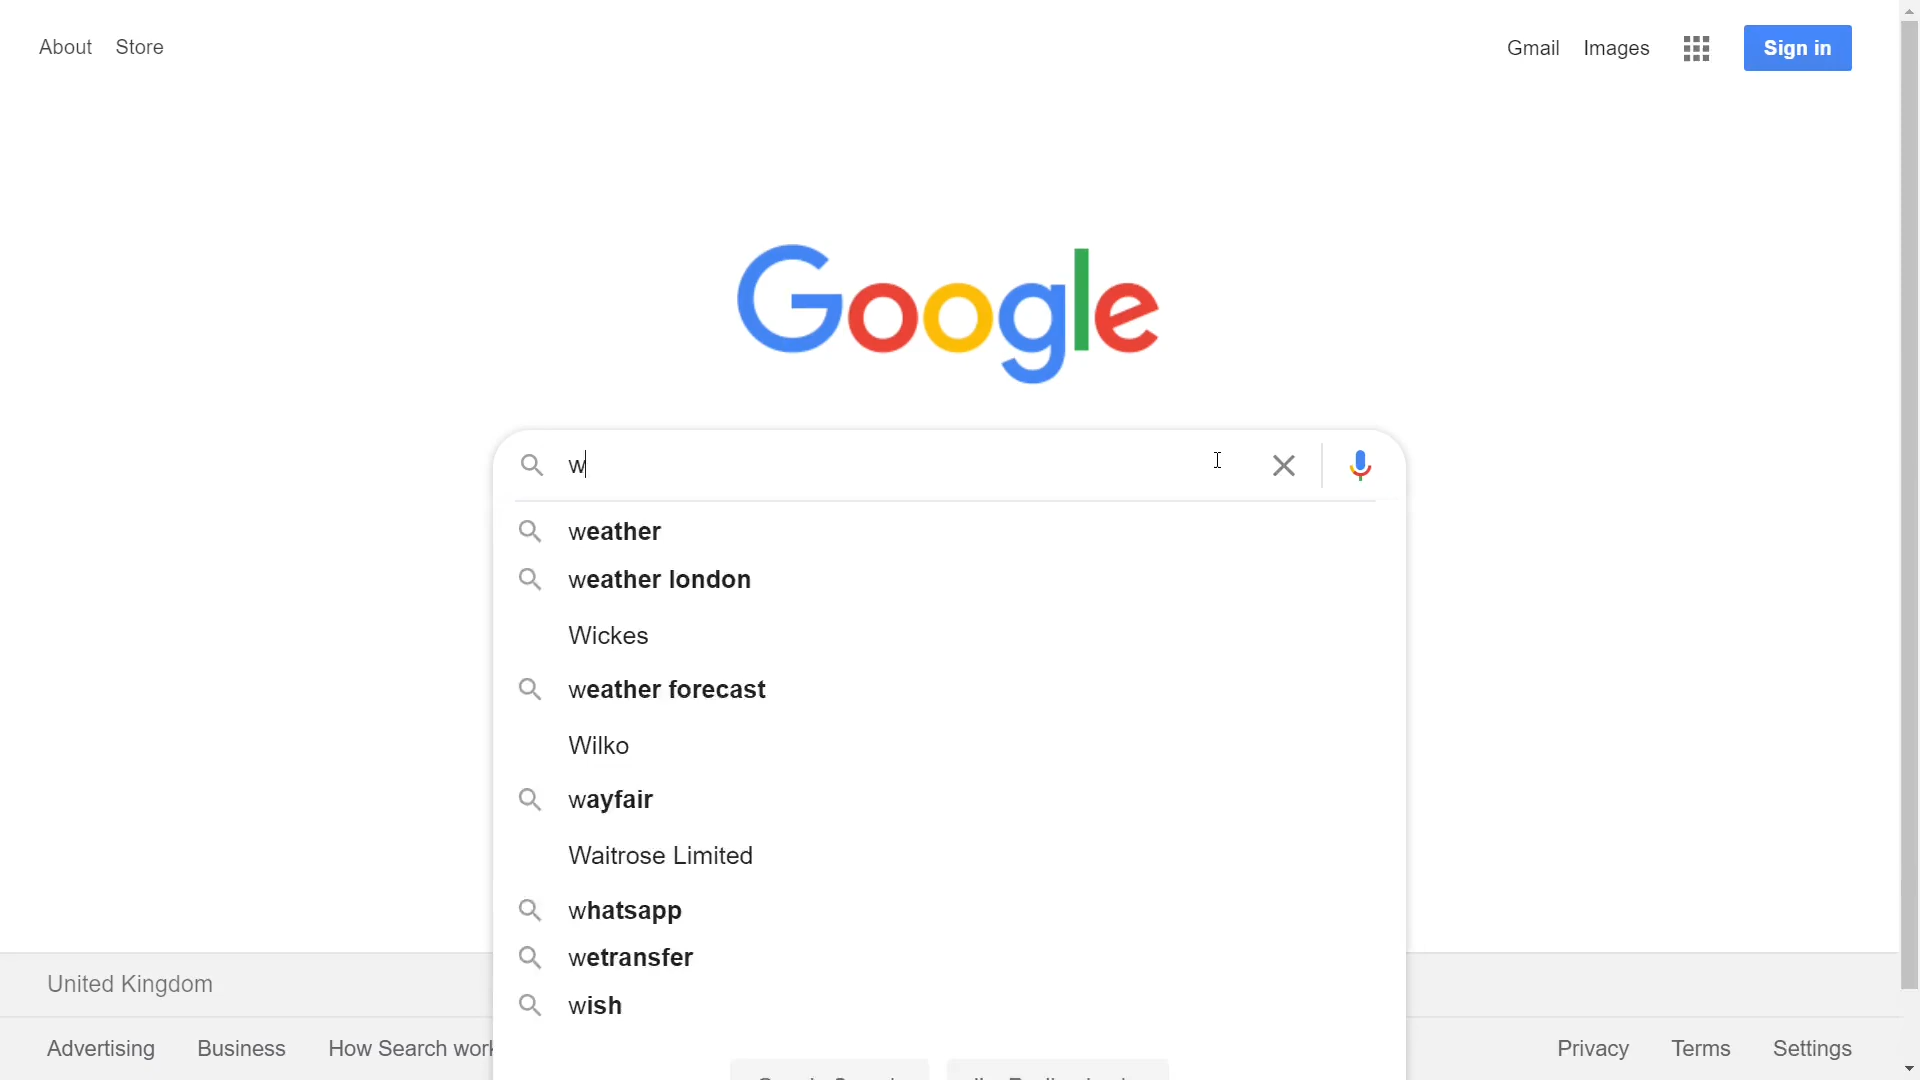 About Store
Gmail Images
Sign in
Google
w
weather
weather london
Wickes
weather forecast
Wilko
wayfair
Waitrose Limited
whatsapp
wetransfer
wish
United Kingdom
Advertising Business How Search
Privacy Terms Settings